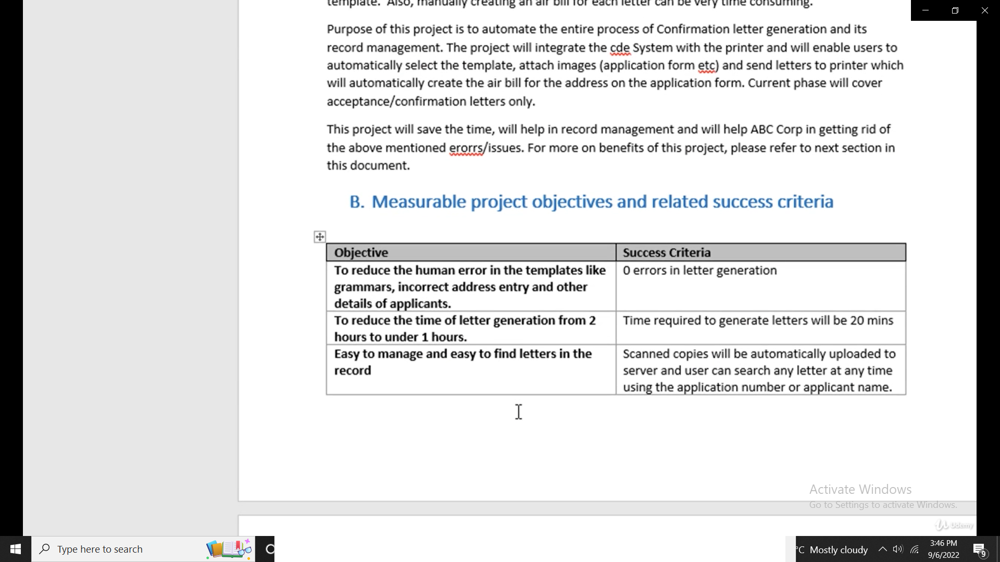 template. Also, manually creating an air bill for each letter can be very time consuming.
Purpose of this project is to automate the entire process of Confirmation letter generation and its
record management. The project will integrate the cde System with the printer and will enable users to
automatically select the template, attach images (application form etc) and send letters to printer which
will automatically create the air bill for the address on the application form. Current phase will cover
acceptance/confirmation letters only.
This project will save the time, will help in record management and will help ABC Corp in getting rid of
the above mentioned erorrs/issues. For more on benefits of this project, please refer to next section in
this document.
B. Measurable project objectives and related success criteria
Objective
Success Criteria
To reduce the human error in the templates like
grammars, incorrect address entry and other
details of applicants.
0 errors in letter generation
To reduce the time of letter generation from 2
hours to under 1 hours.
Time required to generate letters will be 20 mins
Easy to manage and easy to find letters in the
record
Scanned copies will be automatically uploaded to
server and user can search any letter at any time
using the application number or applicant name.
Activate Windows
Go to Settings to activate Windows.
Udemy
Type here to search
°C Mostly cloudy
3:46 PM
9/6/2022
9